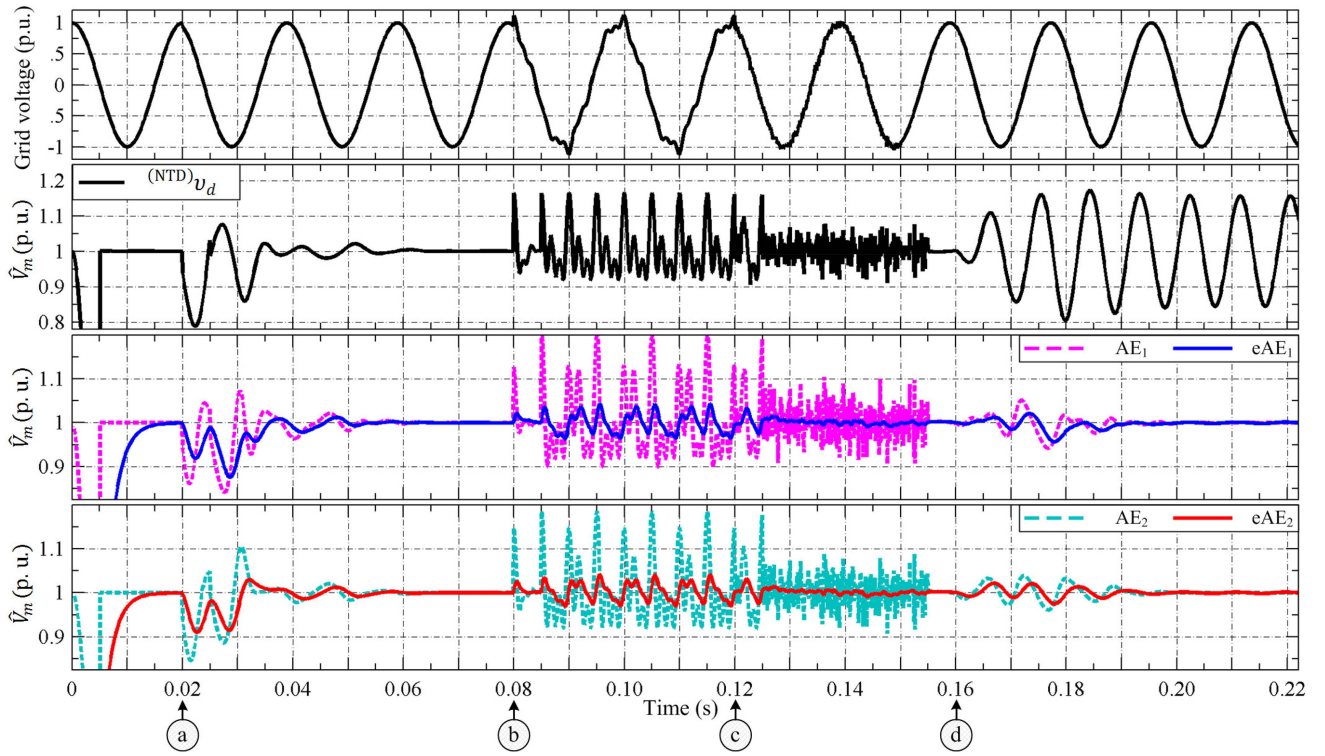 Grid voltage (p.u.)
1
.5
0
5
-1
(NTD)υd
V̂m (p. u.)
1.2
1.1
1
0.9
0.8
AE1
eAE1
V̂m (p. u.)
1.1
1
0.9
AE2
eAE2
V̂m (p. u.)
1.1
1
0.9
0 0.02 0.04 0.06 0.08 0.10 0.12 0.14 0.16 0.18 0.20 0.22
Time (s)
a b c d